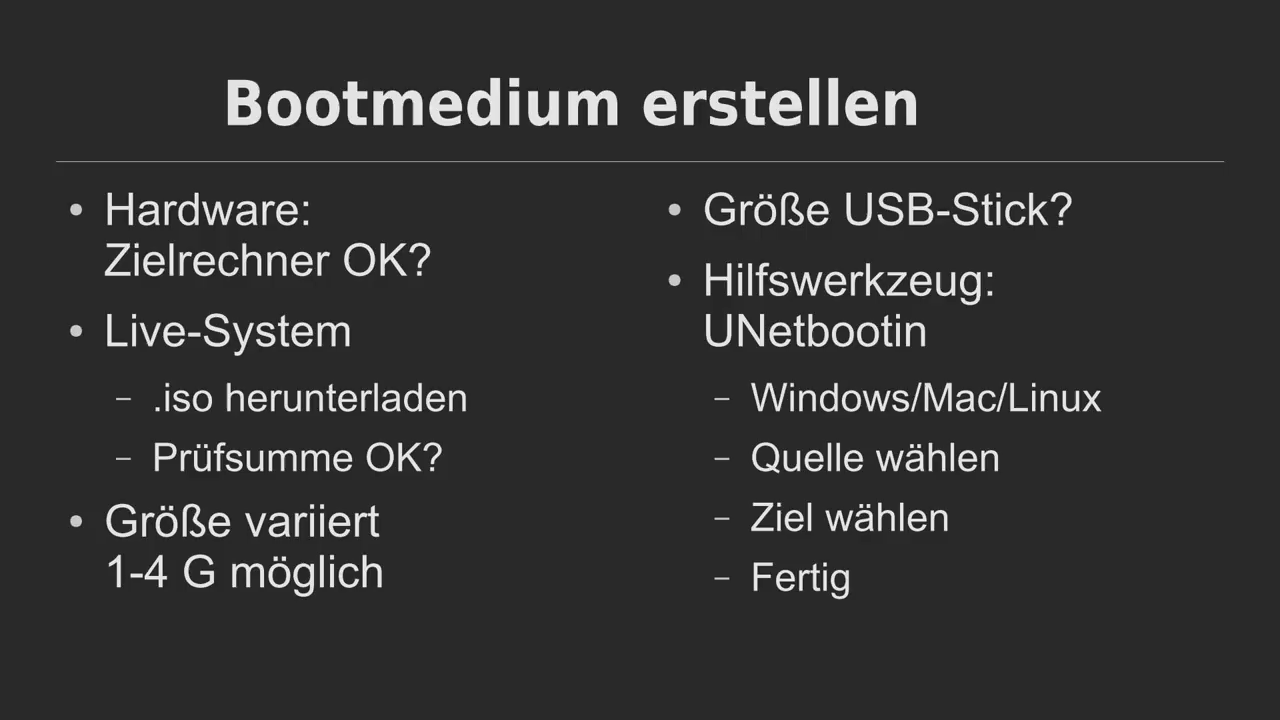 Bootmedium erstellen
• Hardware:
Zielrechner OK?
• Live-System
– .iso herunterladen
– Prüfsumme OK?
• Größe variiert
1-4 G möglich
• Größe USB-Stick?
• Hilfswerkzeug:
UNetbootin
– Windows/Mac/Linux
– Quelle wählen
– Ziel wählen
– Fertig